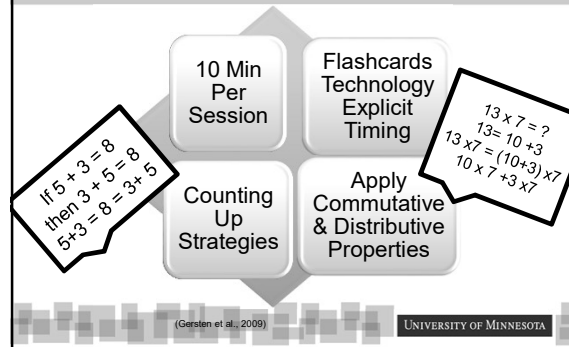 10 Min
Per
Session
Flashcards
Technology
Explicit
Timing
If 5 + 3 = 8
then 3 + 5 = 8
5+3 = 8 = 3+ 5
13 x 7 = ?
13= 10 +3
13 x7 = (10+3) x7
10 x 7 +3 x7
Counting
Up
Strategies
Apply
Commutative
& Distributive
Properties
(Gersten et al., 2009)
UNIVERSITY OF MINNESOTA